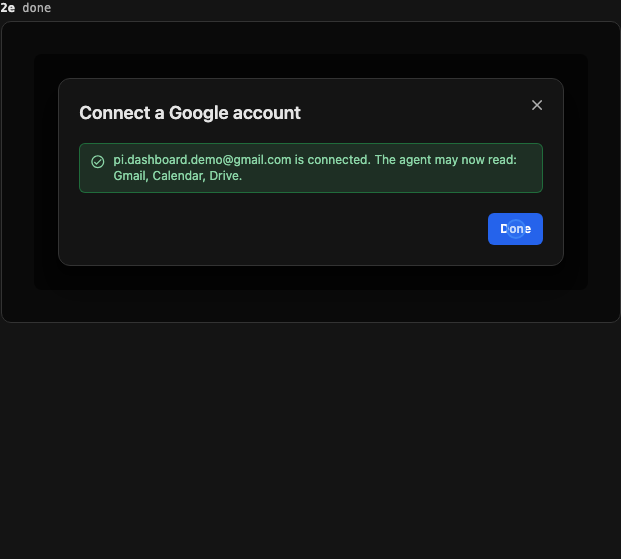 2e done
Connect a Google account
pi.dashboard.demo@gmail.com is connected. The agent may now read:
Gmail, Calendar, Drive.
Done